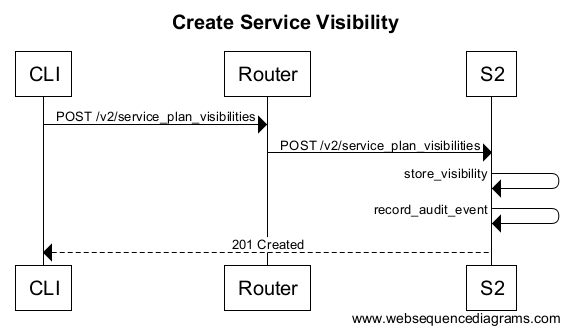 Create Service Visibility
CLI
Router
S2
POST /v2/service_plan_visibilities
POST /v2/service_plan_visibilities
store_visibility
record_audit_event
201 Created
CLI
Router
S2
www.websequencediagrams.com